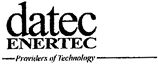 datec
ENERTEC
Providers of Technology